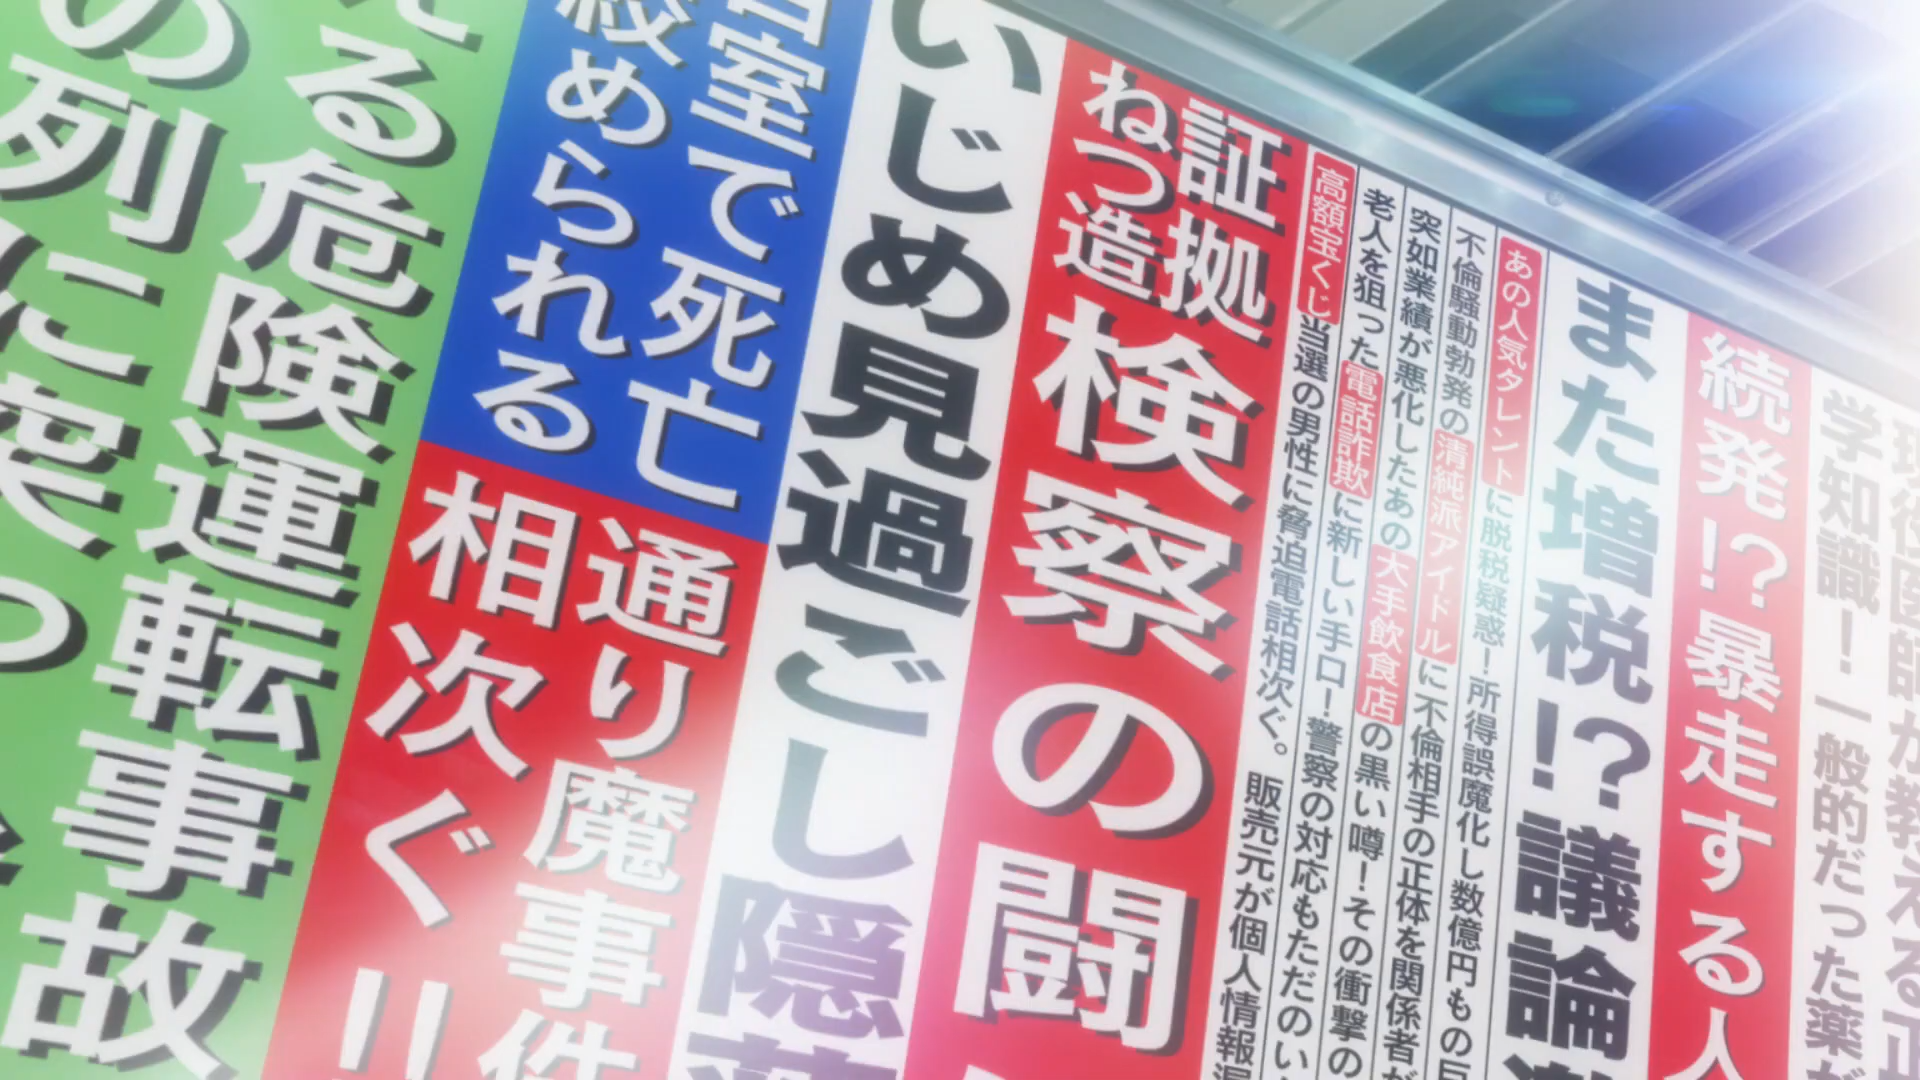 現役医師が教える正
学知識！一般的だった薬が
続発!?暴走する人
また増税!?議論
あの人気タレントに脱税疑惑！所得誤魔化し数億円もの
不倫騒動勃発の清純派アイドルに不倫相手の正体を関係者が
突如業績が悪化したあの大手飲食店の黒い噂！その衝撃の
老人を狙った電話詐欺に新しい手口！警察の対応もただのい
高額宝くじ当選の男性に脅迫電話相次ぐ。販売元が個人情報漏
証拠
ねつ造
検察の闇
いじめ見過ごし隠蔽
室で死亡
絞められる
通り魔事件
相次ぐ!!
える危険運転事故
の列に突っ